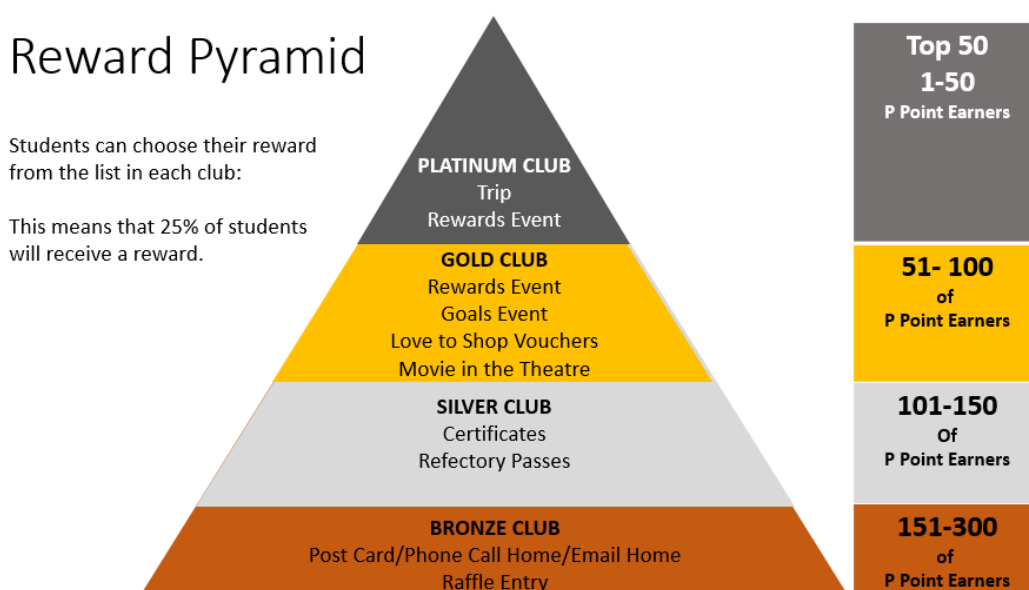 Reward Pyramid
Students can choose their reward
from the list in each club:
This means that 25% of students
will receive a reward.
PLATINUM CLUB
Trip
Rewards Event
Top 50
1-50
P Point Earners
GOLD CLUB
Rewards Event
Goals Event
Love to Shop Vouchers
Movie in the Theatre
51- 100
of
P Point Earners
SILVER CLUB
Certificates
Refectory Passes
101-150
Of
P Point Earners
BRONZE CLUB
Post Card/Phone Call Home/Email Home
Raffle Entry
151-300
of
P Point Earners